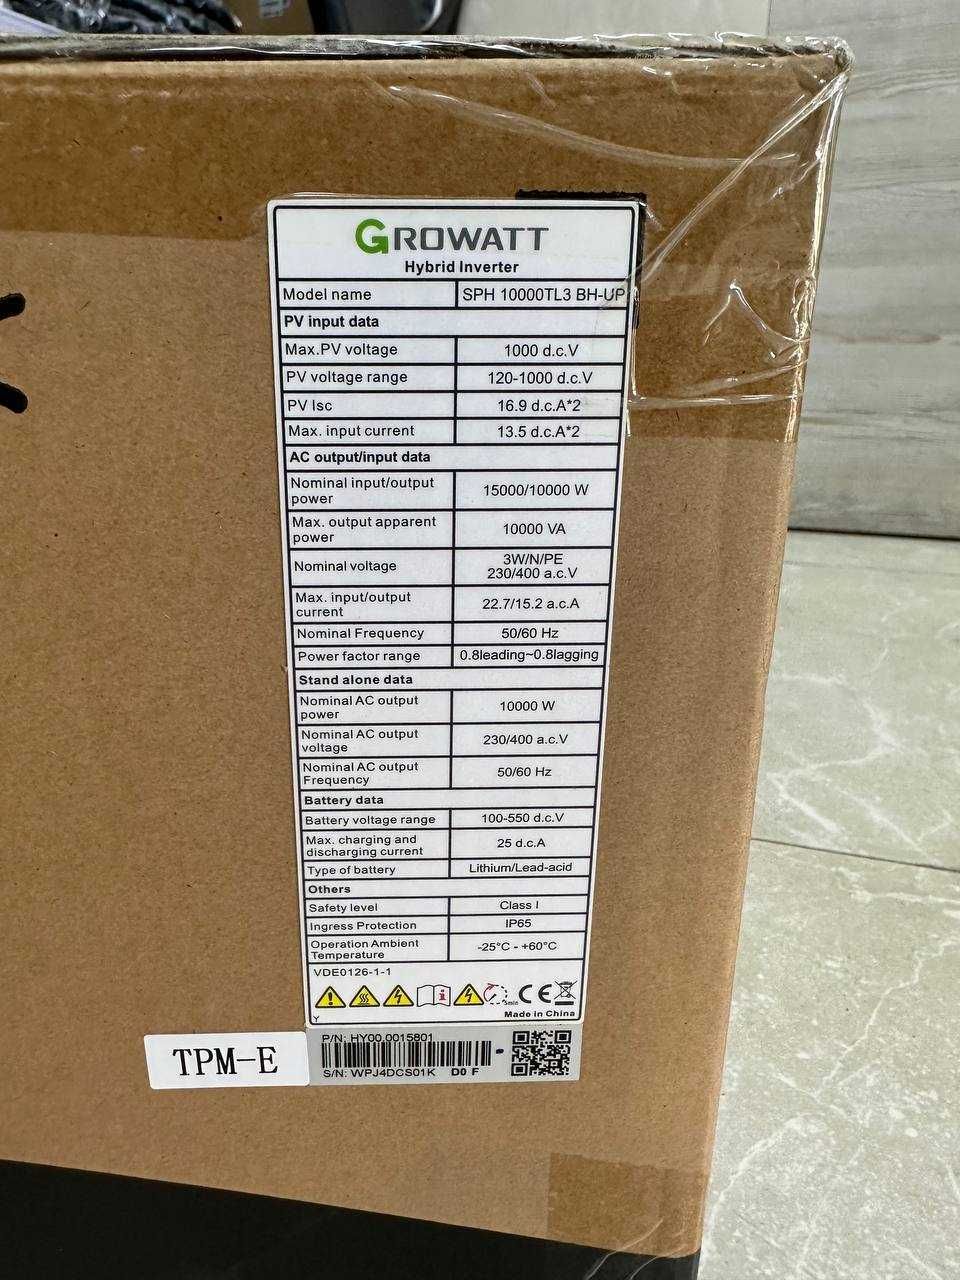 GROWATT
Hybrid Inverter
Model name SPH 10000TL3 BH-UP
PV input data
Max.PV voltage 1000 d.c.V
PV voltage range 120-1000 d.c.V
PV Isc 16.9 d.c.A*2
Max. input current 13.5 d.c.A*2
AC output/input data
Nominal input/output
power 15000/10000 W
Max. output apparent
power 10000 VA
Nominal voltage 3W/N/PE
230/400 a.c.V
Max. input/output
current 22.7/15.2 a.c.A
Nominal Frequency 50/60 Hz
Power factor range 0.8leading~0.8lagging
Stand alone data
Nominal AC output
power 10000 W
Nominal AC output
voltage 230/400 a.c.V
Nominal AC output
Frequency 50/60 Hz
Battery data
Battery voltage range 100-550 d.c.V
Max. charging and
discharging current 25 d.c.A
Type of battery Lithium/Lead-acid
Others
Safety level Class I
Ingress Protection IP65
Operation Ambient
Temperature -25°C - +60°C
VDE0126-1-1
5min CE
Y Made in China
P/N: HY00.0015801
S/N: WPJ4DCS01K D0 F
TPM-E